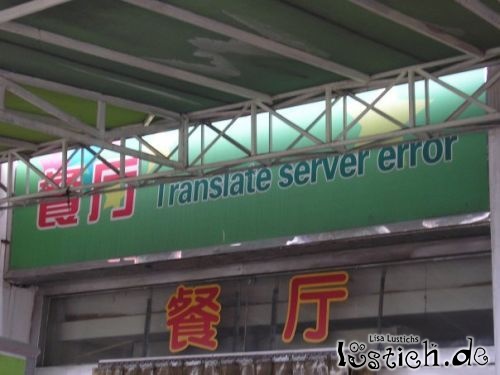 餐厅 Translate server error
餐厅
Lisa Lustichs
lustich.de